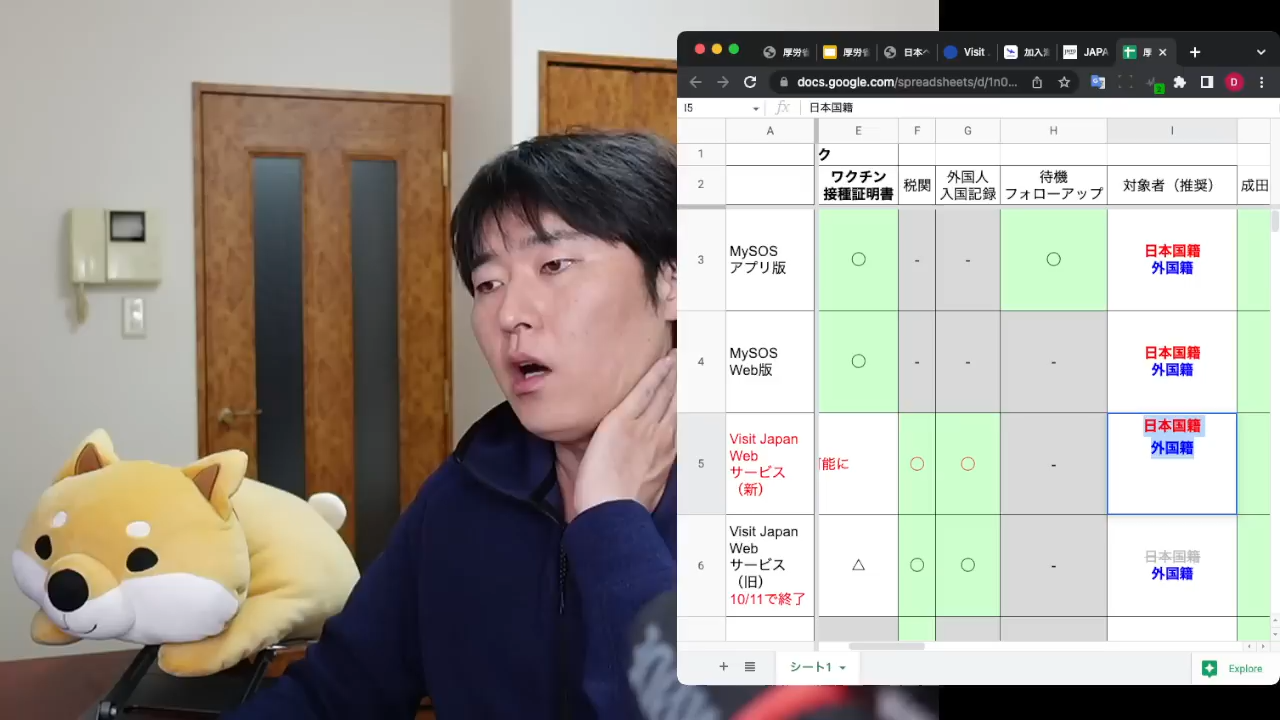 厚労省
厚労省
日本へ
Visit
加入済
JAPA
厚
docs.google.com/spreadsheets/d/1n0...
D
I5
fx
日本国籍
A
E
F
G
H
I
1
ク
2
ワクチン
接種証明書
税関
外国人
入国記録
待機
フォローアップ
対象者（推奨）
成田
3
MySOS
アプリ版
○
-
-
○
日本国籍
外国籍
4
MySOS
Web版
○
-
-
-
日本国籍
外国籍
5
Visit Japan
Web
サービス
（新）
可能に
○
○
-
日本国籍
外国籍
6
Visit Japan
Web
サービス
（旧）
10/11で終了
△
○
○
-
日本国籍
外国籍
シート1
Explore